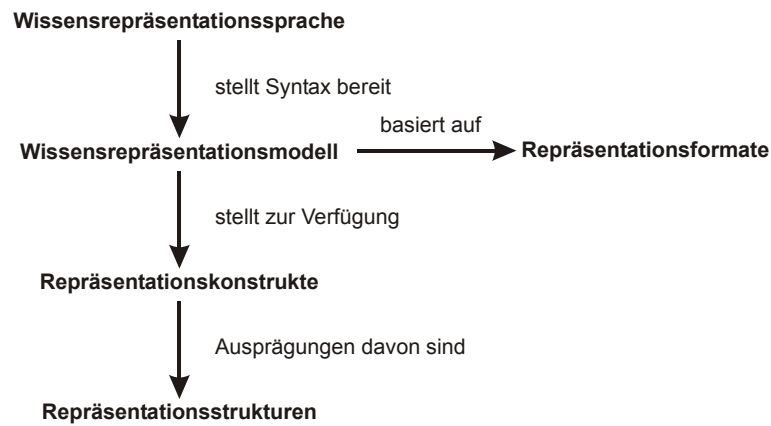 Wissensrepräsentationssprache
stellt Syntax bereit
basiert auf
Wissensrepräsentationsmodell
Repräsentationsformate
stellt zur Verfügung
Repräsentationskonstrukte
Ausprägungen davon sind
Repräsentationsstrukturen